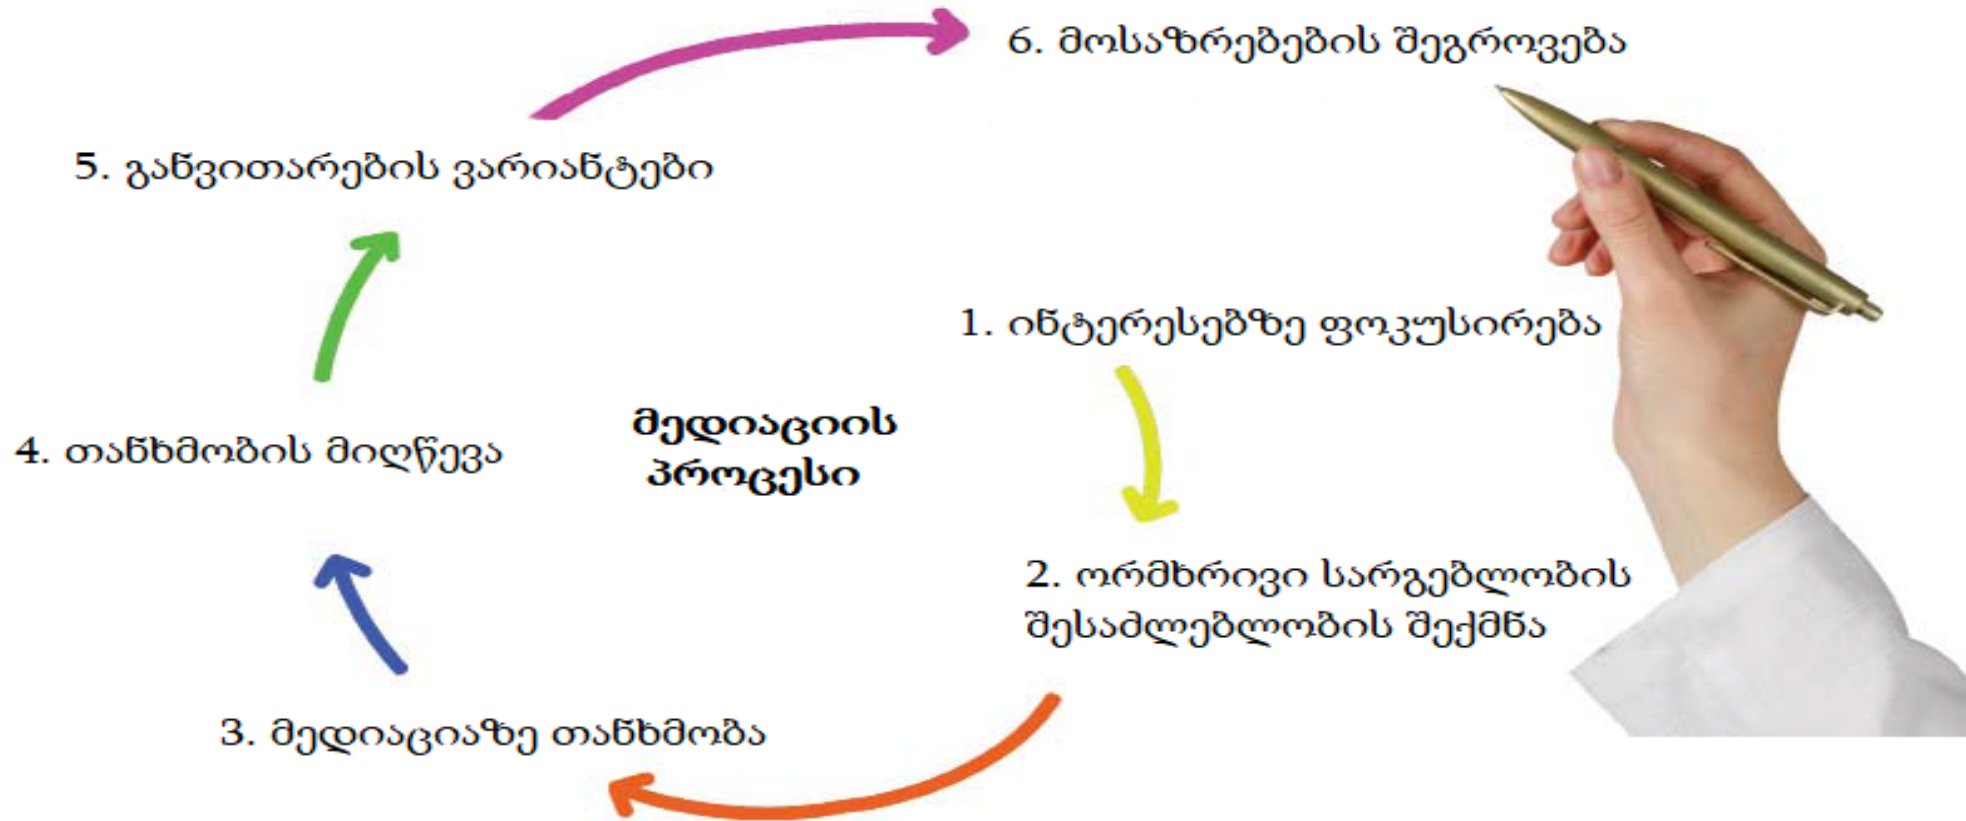 6. მოსაზრებების შეგროვება
5. განვითარების ვარიანტები
1. ინტერესებზე ფოკუსირება
მედიაციის
პროცესი
4. თანხმობის მიღწევა
2. ორმხრივი სარგებლობის
შესაძლებლობის შექმნა
3. მედიაციაზე თანხმობა